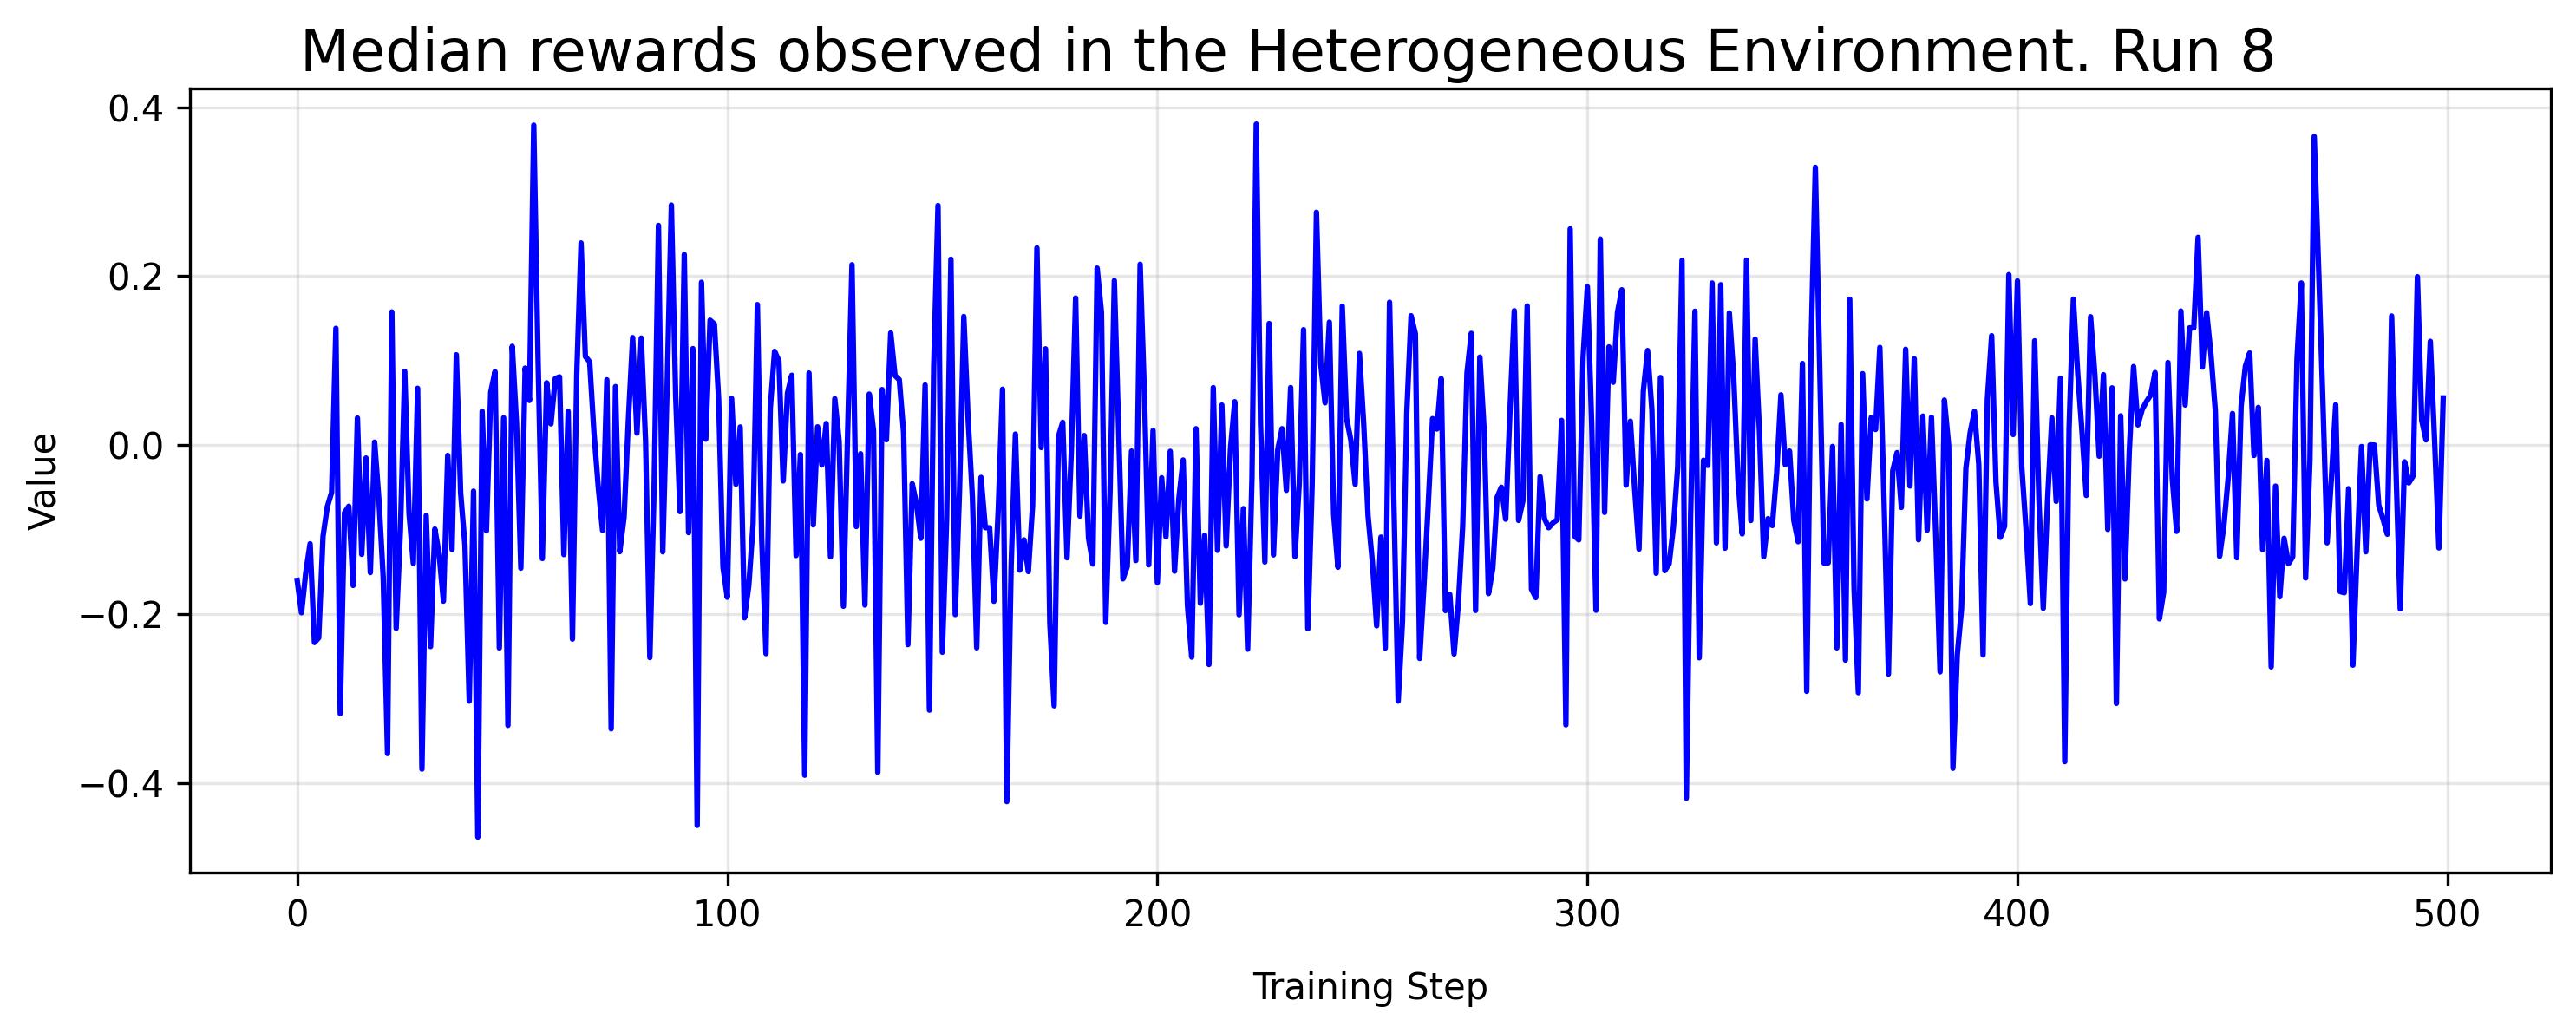 Median rewards observed in the Heterogeneous Environment. Run 8
0.4
0.2
0.0
−0.2
−0.4
Value
0 100 200 300 400 500
Training Step